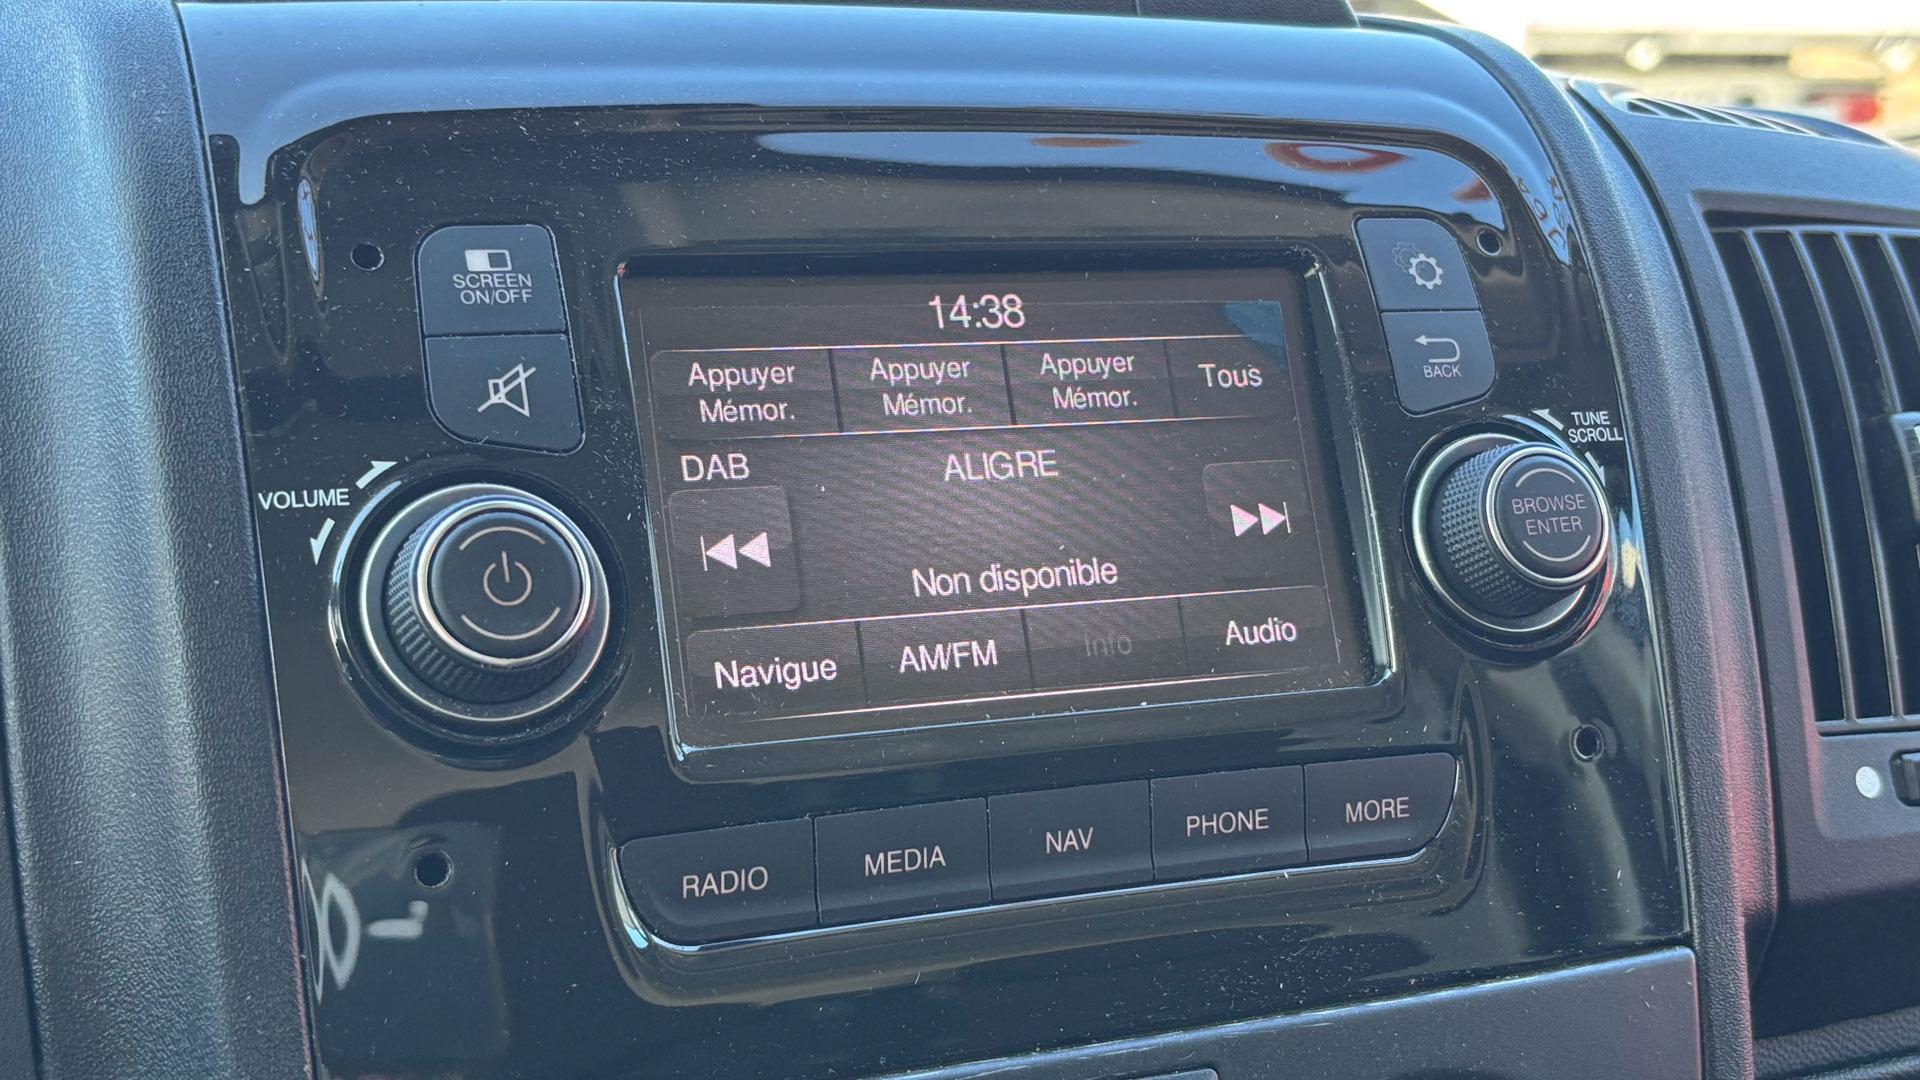 SCREEN
ON/OFF
14:38
Appuyer
Mémor.
Appuyer
Mémor.
Appuyer
Mémor.
Tous
BACK
TUNE
SCROLL
VOLUME
DAB
ALIGRE
BROWSE
ENTER
Non disponible
Navigue
AM/FM
Info
Audio
RADIO
MEDIA
NAV
PHONE
MORE